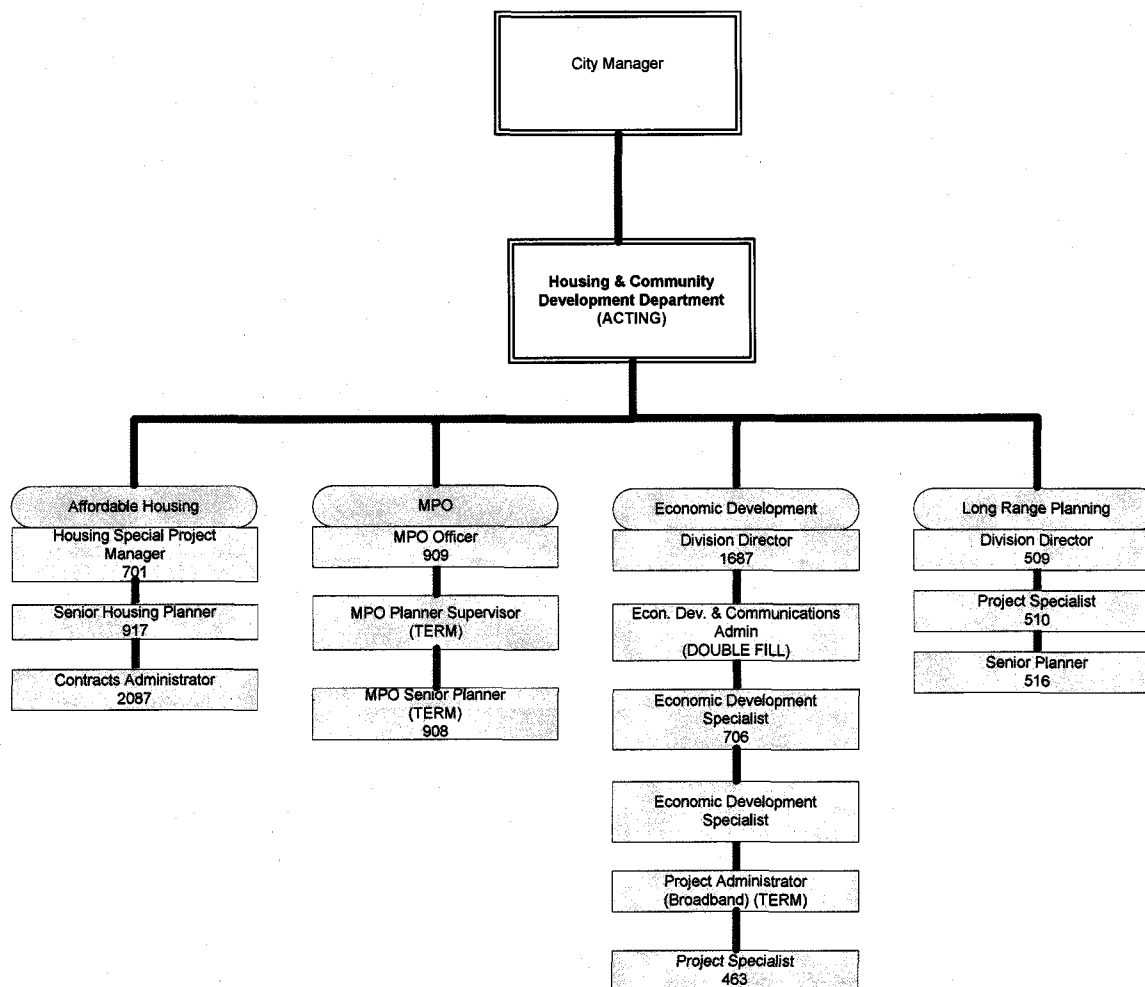 City Manager
Housing & Community
Development Department
(ACTING)
Affordable Housing
Housing Special Project
Manager
701
Senior Housing Planner
917
Contracts Administrator
2087
MPO
MPO Officer
909
MPO Planner Supervisor
(TERM)
MPO Senior Planner
(TERM)
908
Economic Development
Division Director
1687
Econ. Dev. & Communications
Admin
(DOUBLE FILL)
Economic Development
Specialist
706
Economic Development
Specialist
Project Administrator
(Broadband) (TERM)
Project Specialist
463
Long Range Planning
Division Director
509
Project Specialist
510
Senior Planner
516